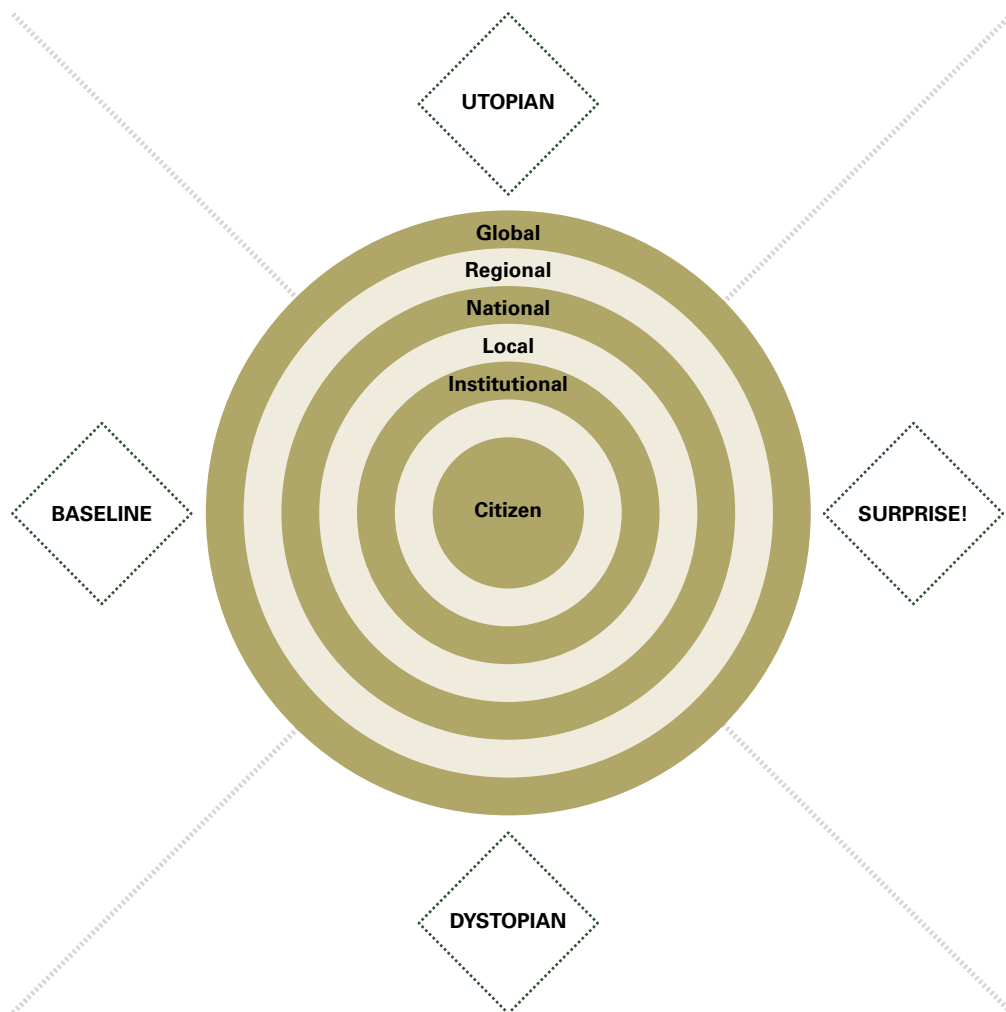 UTOPIAN
Global
Regional
National
Local
Institutional
Citizen
BASELINE
SURPRISE!
DYSTOPIAN